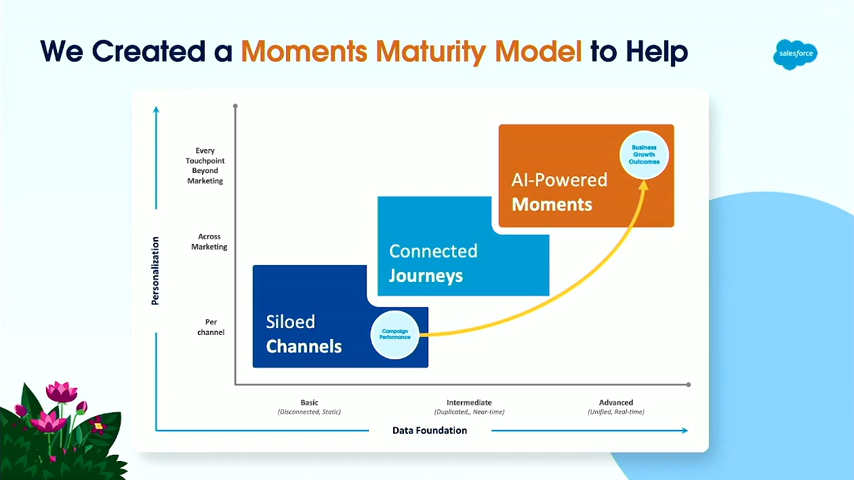 We Created a Moments Maturity Model to Help
salesforce
Every
Touchpoint
Beyond
Marketing
Across
Marketing
Per
channel
Personalization
AI-Powered
Moments
Business
Growth
Outcomes
Connected
Journeys
Siloed
Channels
Campaign
Performance
Basic
(Disconnected, Static)
Intermediate
(Duplicated,, Near-time)
Advanced
(Unified, Real-time)
Data Foundation